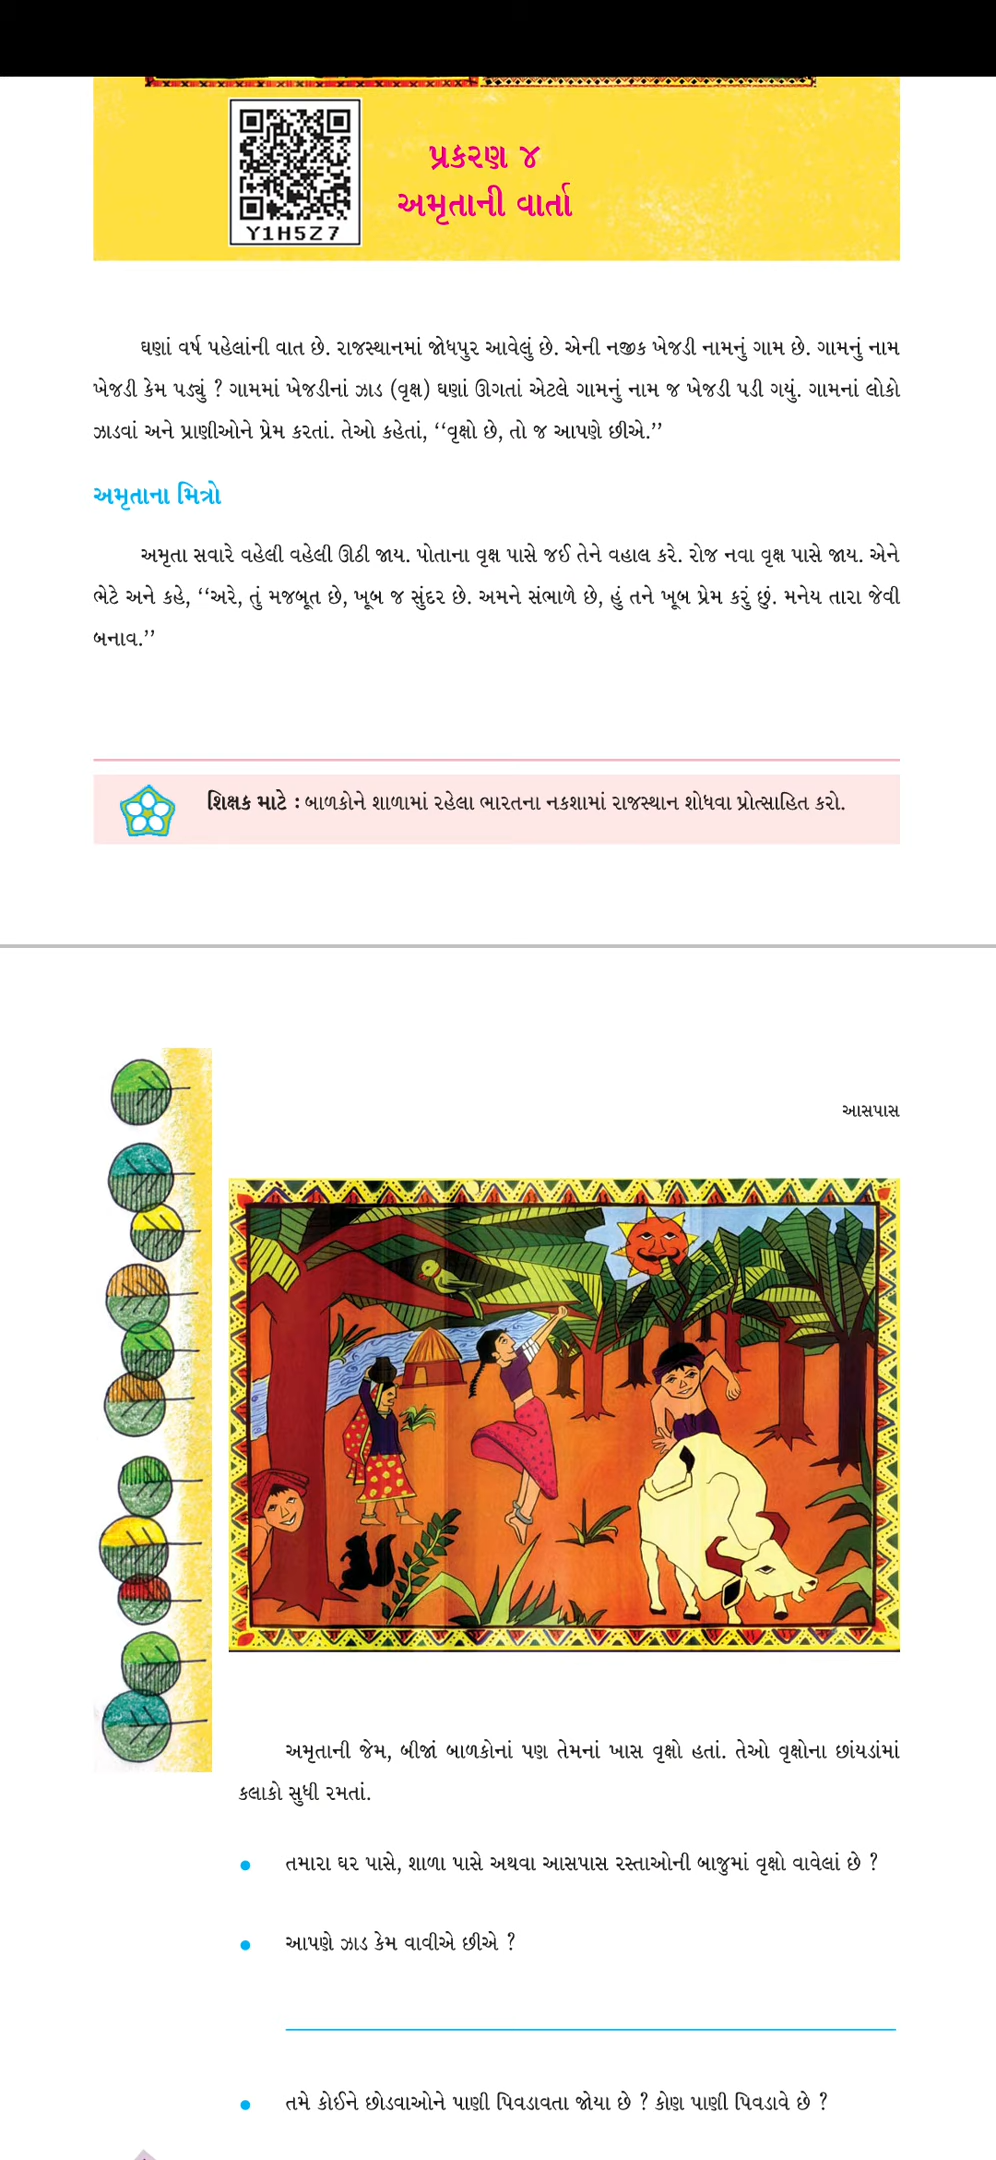 Y1H5Z7
પ્રકરણ ૪
અમૃતાની વાર્તા
ઘણાં વર્ષ પહેલાંની વાત છે. રાજસ્થાનમાં જોધપુર આવેલું છે. એની નજીક ખેજડી નામનું ગામ છે. ગામનું નામ
ખેજડી કેમ પડ્યું ? ગામમાં ખેજડીનાં ઝાડ (વૃક્ષ) ઘણાં ઊગતાં એટલે ગામનું નામ જ ખેજડી પડી ગયું. ગામનાં લોકો
ઝાડવાં અને પ્રાણીઓને પ્રેમ કરતાં. તેઓ કહેતાં, ‘‘વૃક્ષો છે, તો જ આપણે છીએ.’’
અમૃતાના મિત્રો
અમૃતા સવારે વહેલી વહેલી ઊઠી જાય. પોતાના વૃક્ષ પાસે જઈ તેને વહાલ કરે. રોજ નવા વૃક્ષ પાસે જાય. એને
ભેટે અને કહે, ‘‘અરે, તું મજબૂત છે, ખૂબ જ સુંદર છે. અમને સંભાળે છે, હું તને ખૂબ પ્રેમ કરું છું. મનેય તારા જેવી
બનાવ.’’
શિક્ષક માટે : બાળકોને શાળામાં રહેલા ભારતના નકશામાં રાજસ્થાન શોધવા પ્રોત્સાહિત કરો.
આસપાસ
અમૃતાની જેમ, બીજાં બાળકોનાં પણ તેમનાં ખાસ વૃક્ષો હતાં. તેઓ વૃક્ષોના છાંયડાંમાં
કલાકો સુધી રમતાં.
● તમારા ઘર પાસે, શાળા પાસે અથવા આસપાસ રસ્તાઓની બાજુમાં વૃક્ષો વાવેલાં છે ?
● આપણે ઝાડ કેમ વાવીએ છીએ ?
● તમે કોઈને છોડવાઓને પાણી પિવડાવતા જોયા છે ? કોણ પાણી પિવડાવે છે ?